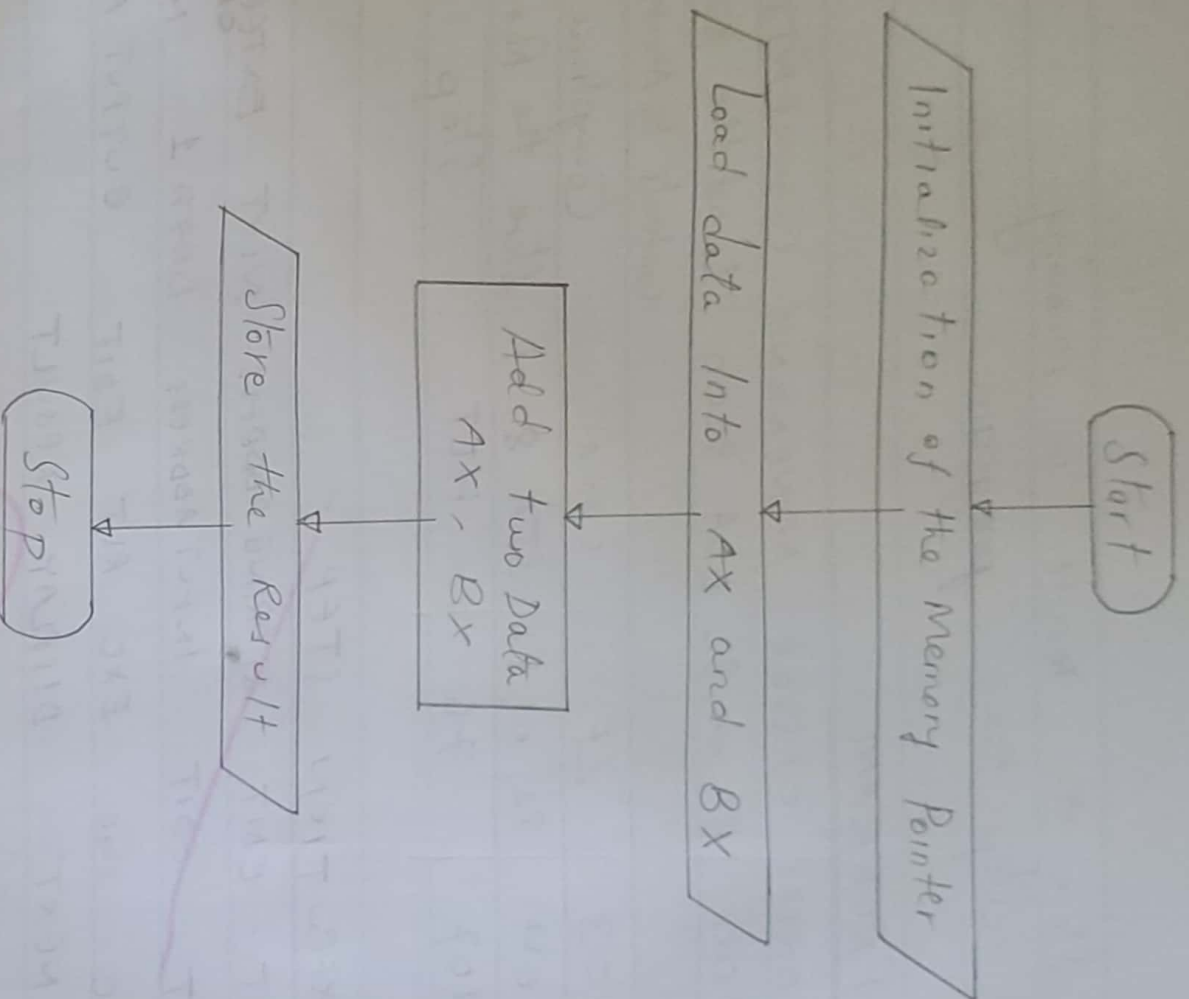 Start
Initialization of the Memory Pointer
Load data Into AX and BX
Add two Data
AX, BX
Store the Result
Stop